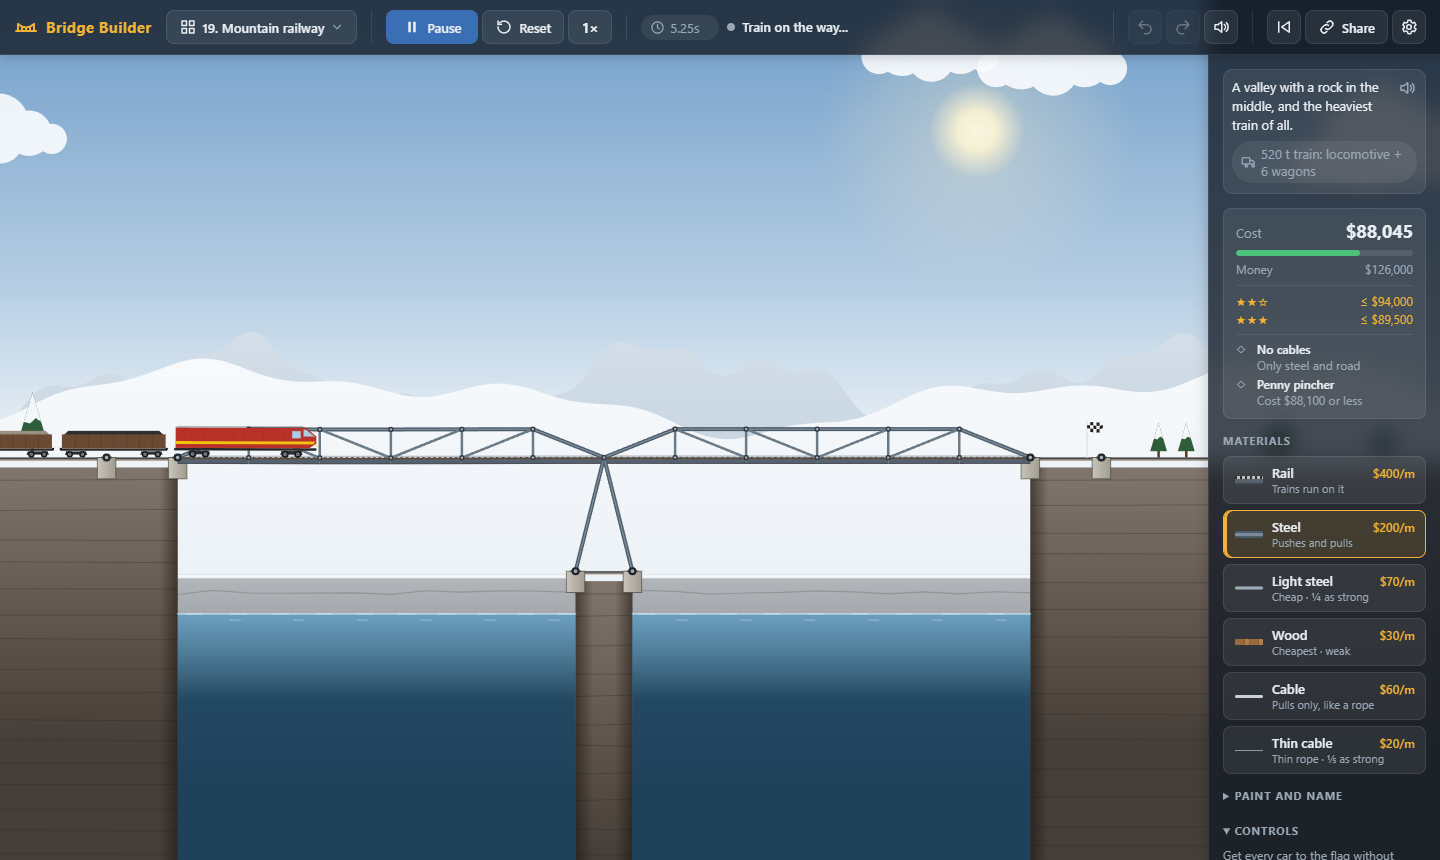 Bridge Builder
19. Mountain railway
Pause
Reset
1×
5.25s
Train on the way...
Share
A valley with a rock in the
middle, and the heaviest
train of all.
520 t train: locomotive +
6 wagons
Cost $88,045
Money $126,000
★★☆ ≤ $94,000
★★★ ≤ $89,500
No cables
Only steel and road
Penny pincher
Cost $88,100 or less
MATERIALS
Rail $400/m
Trains run on it
Steel $200/m
Pushes and pulls
Light steel $70/m
Cheap · ¼ as strong
Wood $30/m
Cheapest · weak
Cable $60/m
Pulls only, like a rope
Thin cable $20/m
Thin rope · ⅕ as strong
PAINT AND NAME
CONTROLS
Get every car to the flag without